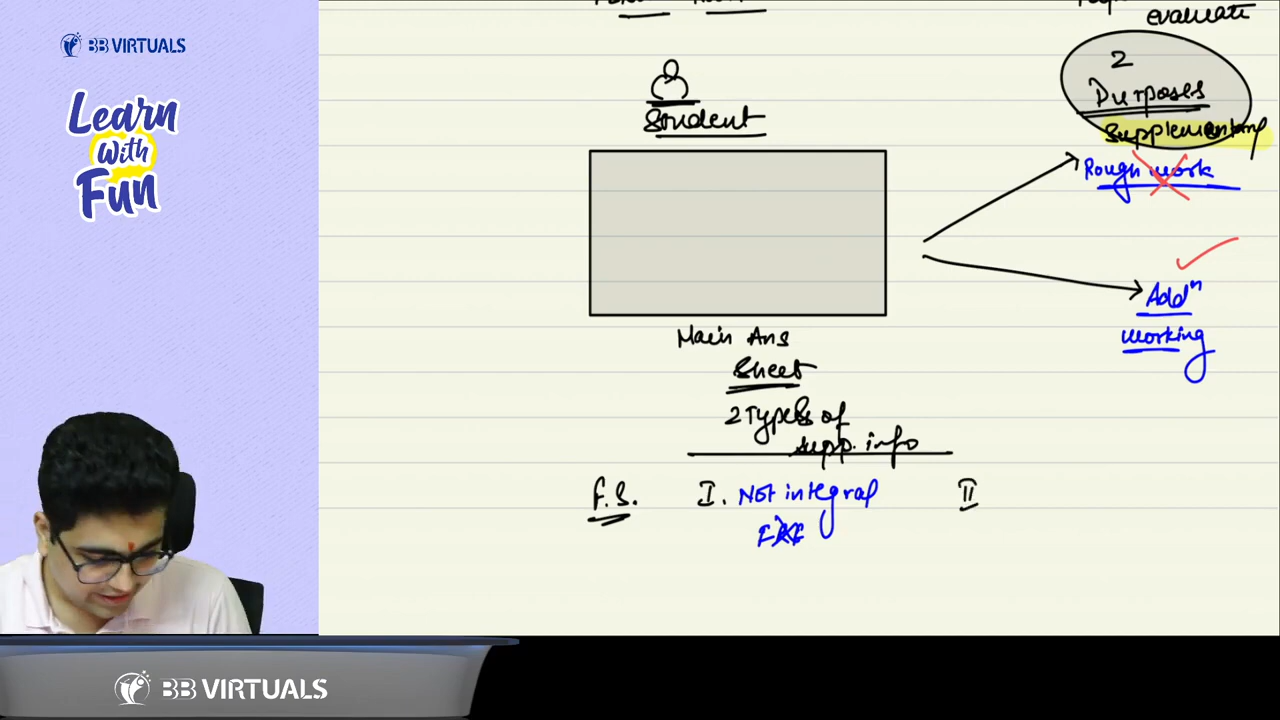 BB VIRTUALS
Learn
With
Fun
evaluate
2
Purposes
Supplementary
Rough work
Student
Addⁿ
working
Main Ans
Sheet
2 Types of
supp. info
F.S.
I. Not integral
II
BB VIRTUALS